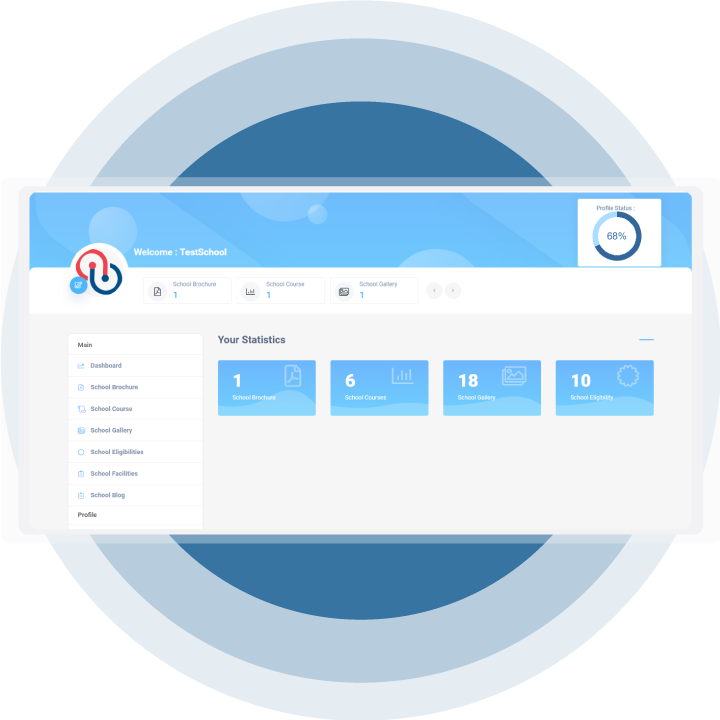 Profile Status :
68%
Welcome : TestSchool
School Brochure
1
School Course
1
School Gallery
1
Your Statistics
Main
Dashboard
School Brochure
School Course
School Gallery
School Eligibilities
School Facilities
School Blog
Profile
1
School Brochure
6
School Courses
18
School Gallery
10
School Eligibility